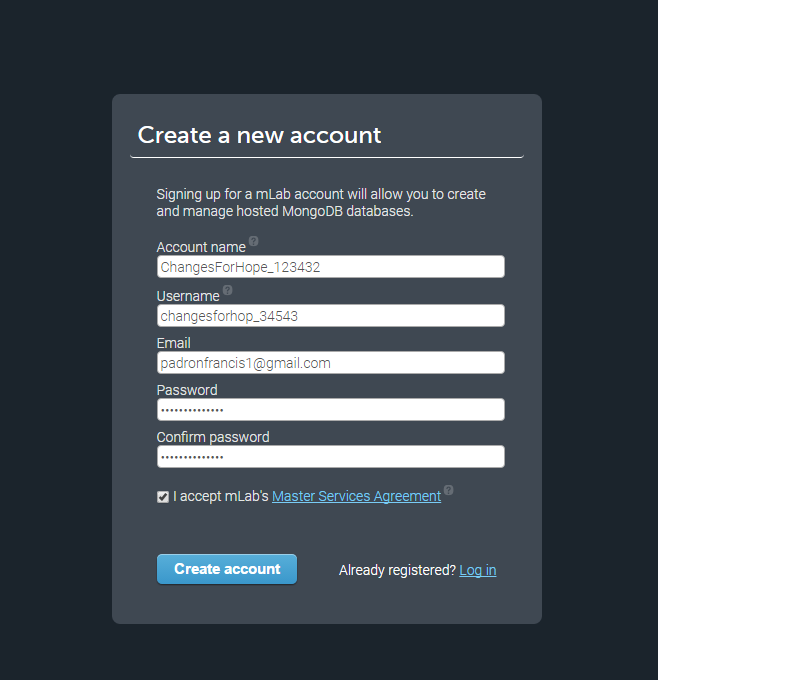 Create a new account
Signing up for a mLab account will allow you to create
and manage hosted MongoDB databases.
Account name ?
ChangesForHope_123432
Username ?
changesforhop_34543
Email
padronfrancis1@gmail.com
Password
••••••••••••••
Confirm password
••••••••••••••
I accept mLab's Master Services Agreement ?
Create account
Already registered? Log in